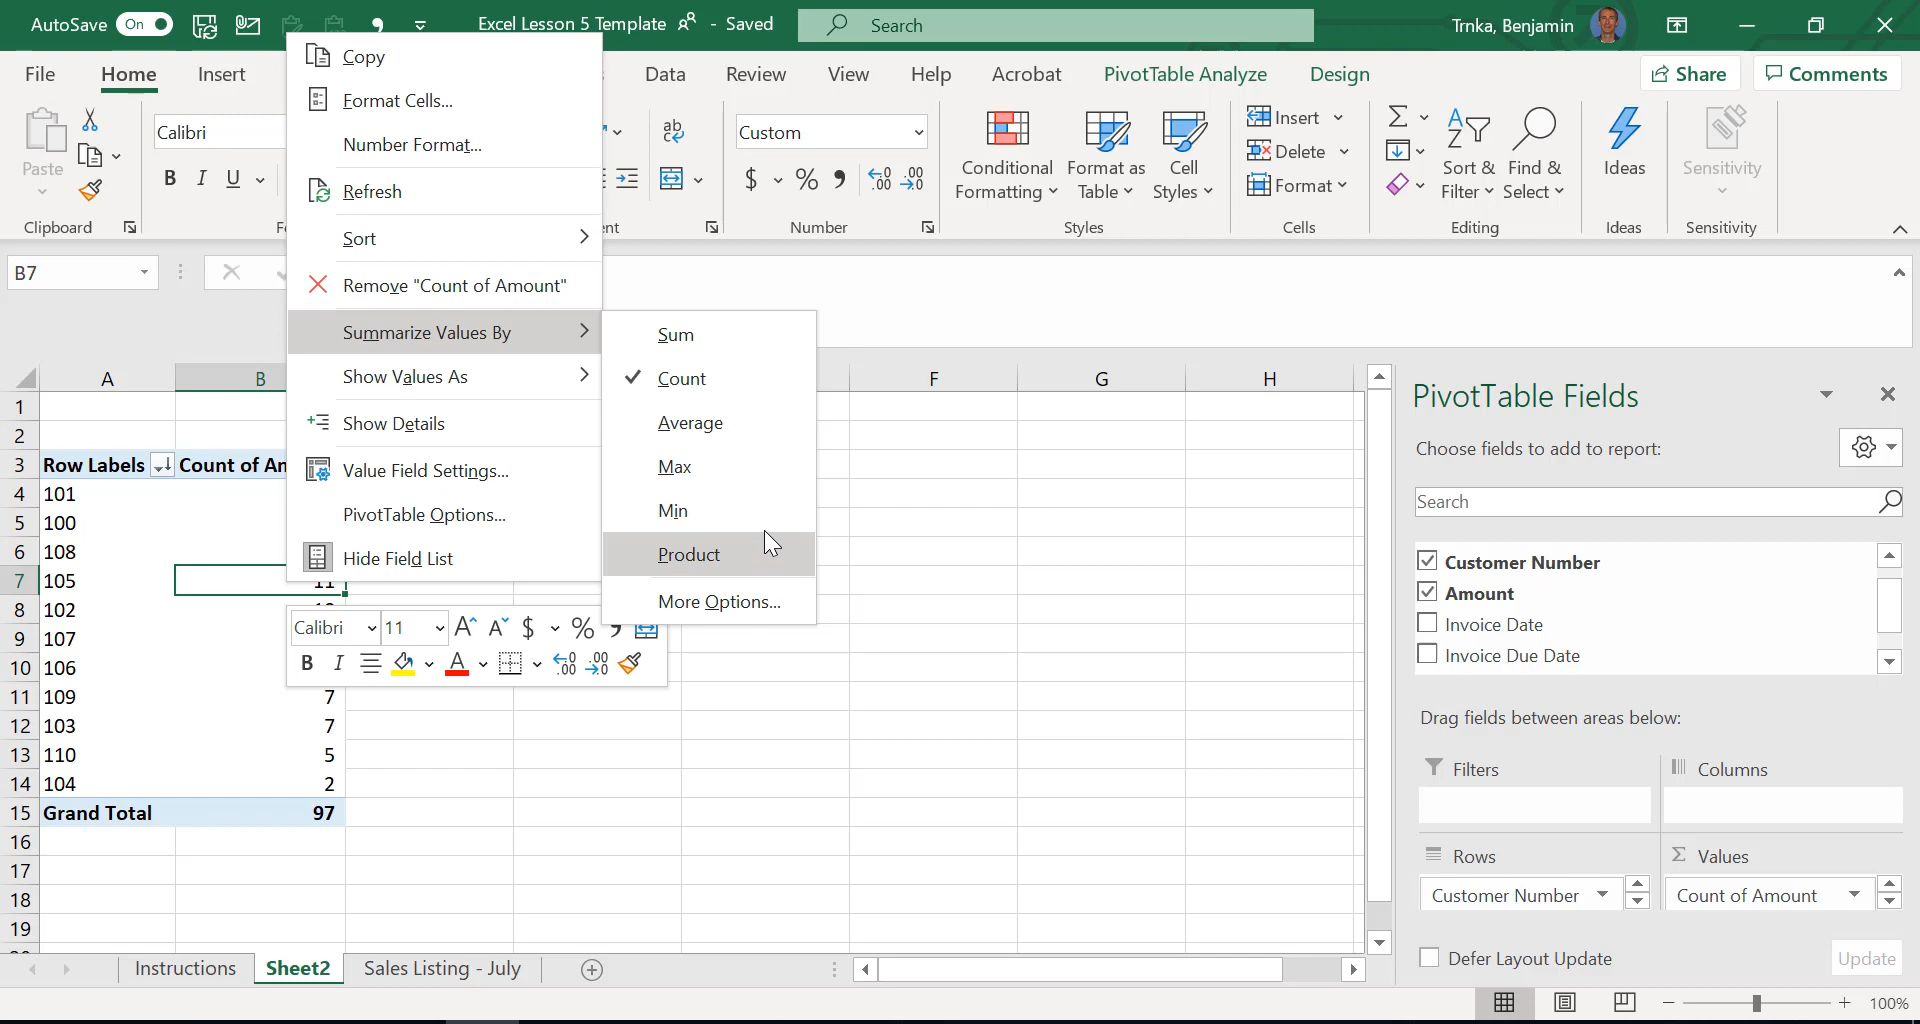 AutoSave On Excel Lesson 5 Template - Saved Search Trnka, Benjamin
File Home Insert Data Review View Help Acrobat PivotTable Analyze Design Share Comments
Copy
Format Cells...
Number Format...
Refresh
Sort
Remove "Count of Amount"
Summarize Values By
Show Values As
Show Details
Value Field Settings...
PivotTable Options...
Hide Field List
Sum
Count
Average
Max
Min
Product
More Options...
Paste
Clipboard
Calibri
B I U
ab
Custom
$ % 9 .00
Number
Conditional Formatting
Format as Table
Cell Styles
Styles
Insert
Delete
Format
Cells
Sort & Filter
Find & Select
Editing
Ideas
Ideas
Sensitivity
Sensitivity
B7
A B F G H
1
2
3 Row Labels Count of Am
4 101
5 100
6 108
7 105 11
8 102
9 107
10 106
11 109 7
12 103 7
13 110 5
14 104 2
15 Grand Total 97
16
17
18
19
Calibri 11 A A $ %
B I A .00
PivotTable Fields
Choose fields to add to report:
Search
Customer Number
Amount
Invoice Date
Invoice Due Date
Drag fields between areas below:
Filters Columns
Rows Σ Values
Customer Number Count of Amount
Defer Layout Update Update
Instructions Sheet2 Sales Listing - July
100%